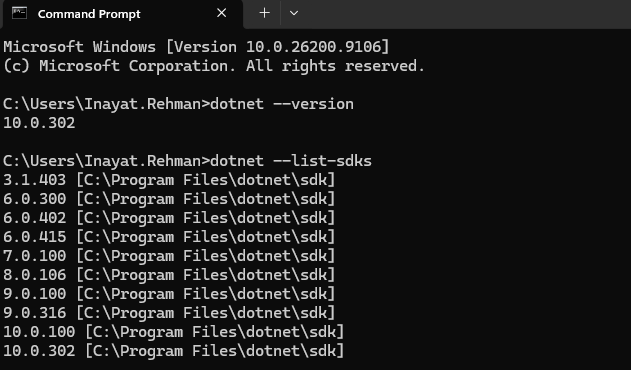 Command Prompt
Microsoft Windows [Version 10.0.26200.9106]
(c) Microsoft Corporation. All rights reserved.
C:\Users\Inayat.Rehman>dotnet --version
10.0.302
C:\Users\Inayat.Rehman>dotnet --list-sdks
3.1.403 [C:\Program Files\dotnet\sdk]
6.0.300 [C:\Program Files\dotnet\sdk]
6.0.402 [C:\Program Files\dotnet\sdk]
6.0.415 [C:\Program Files\dotnet\sdk]
7.0.100 [C:\Program Files\dotnet\sdk]
8.0.106 [C:\Program Files\dotnet\sdk]
9.0.100 [C:\Program Files\dotnet\sdk]
9.0.316 [C:\Program Files\dotnet\sdk]
10.0.100 [C:\Program Files\dotnet\sdk]
10.0.302 [C:\Program Files\dotnet\sdk]